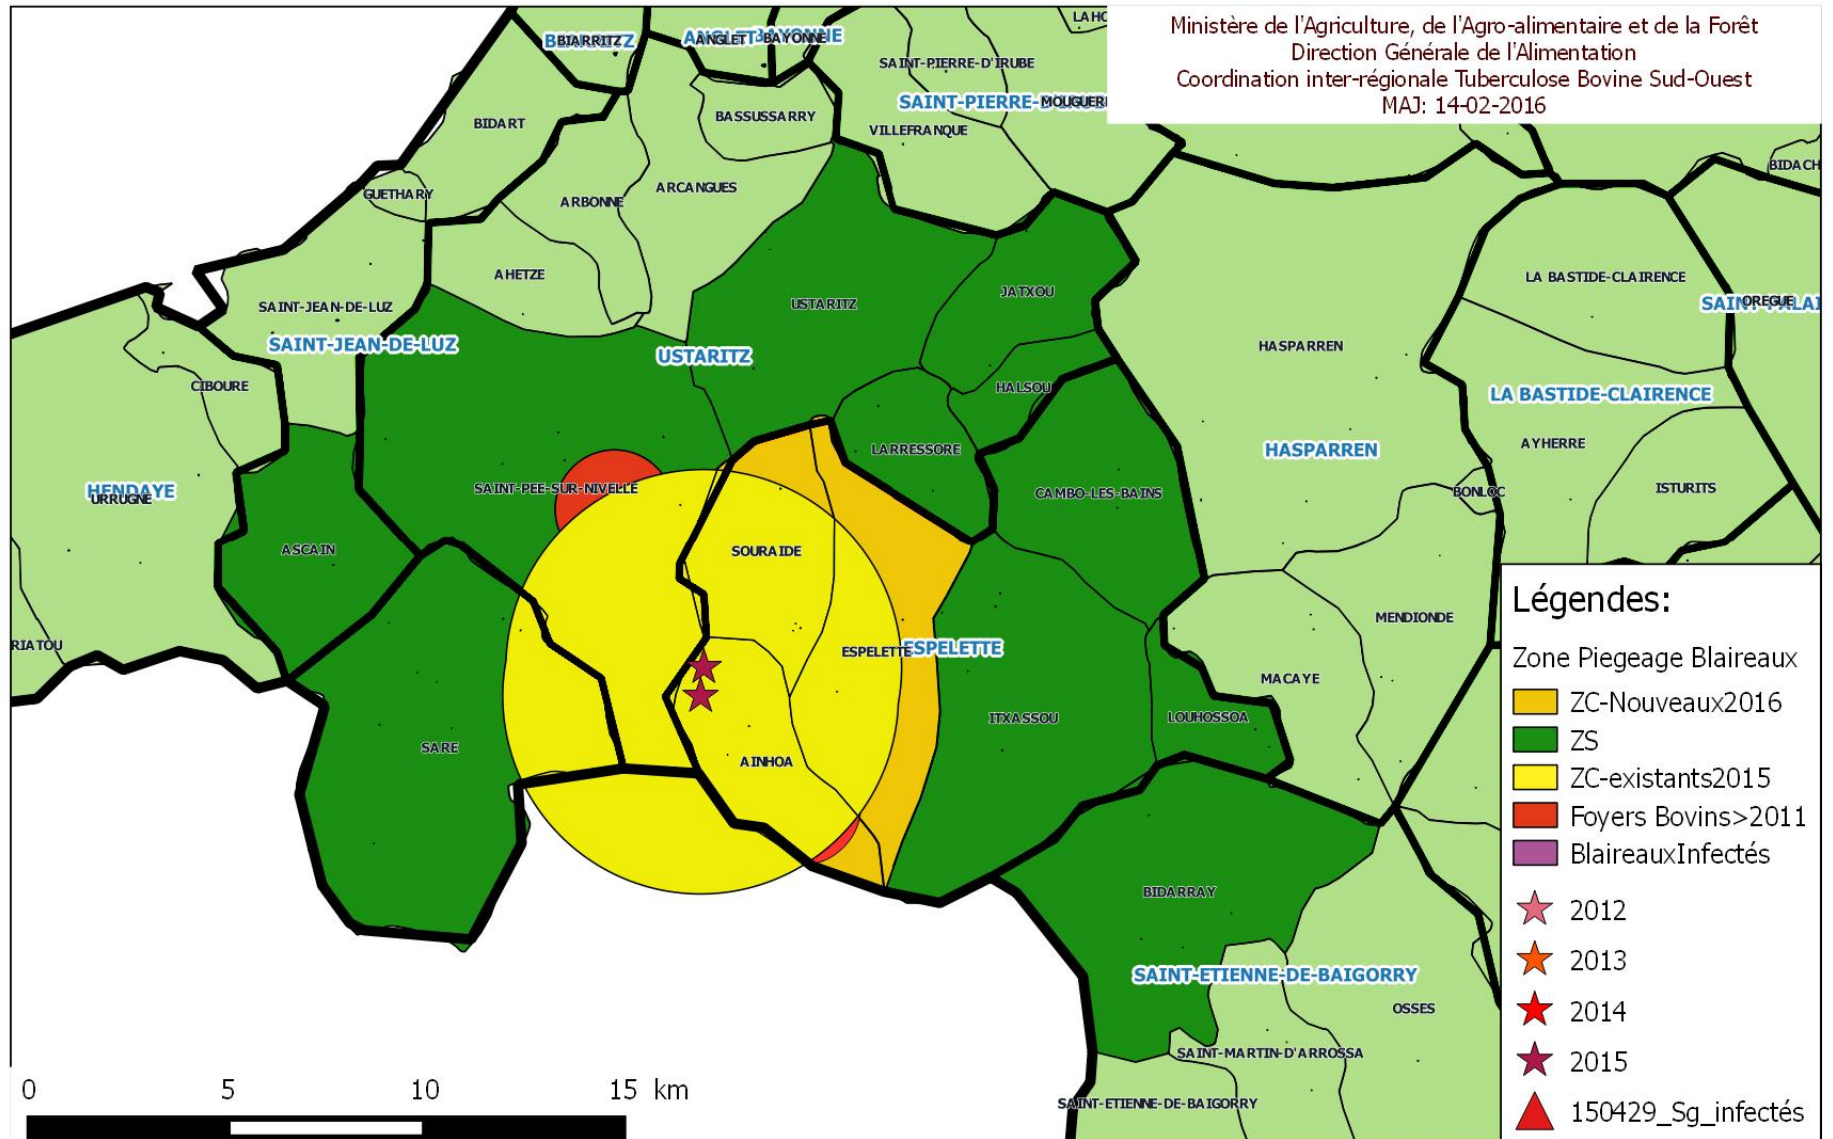 Ministère de l'Agriculture, de l'Agro-alimentaire et de la Forêt
Direction Générale de l'Alimentation
Coordination inter-régionale Tuberculose Bovine Sud-Ouest
MAJ: 14-02-2016
BIARRITZ
ANGLET
BAYONNE
SAINT-PIERRE-D'IRUBE
BIDART
BASSUSSARRY
VILLEFRANQUE
BIDACH
GUETHARY
ARBONNE
ARCANGUES
AHETZE
SAINT-JEAN-DE-LUZ
SAINT-JEAN-DE-LUZ
USTARITZ
USTARITZ
JATXOU
HASPARREN
LA BASTIDE-CLAIRENCE
OREGUE
CIBOURE
HALSOU
LA BASTIDE-CLAIRENCE
LARRESSORE
HASPARREN
AYHERRE
HENDAYE
URRUGNE
SAINT-PEE-SUR-NIVELLE
CAMBO-LES-BAINS
BONLOC
ISTURITS
ASCAIN
SOURAIDE
RIATOU
ESPELETTE
ESPELETTE
MENDIONDE
MACAYE
SARE
AINHOA
ITXASSOU
LOUHOSSOA
BIDARRAY
SAINT-ETIENNE-DE-BAIGORRY
OSSES
SAINT-MARTIN-D'ARROSSA
SAINT-ETIENNE-DE-BAIGORRY
Légendes:
Zone Piegeage Blaireaux
ZC-Nouveaux2016
ZS
ZC-existants2015
Foyers Bovins>2011
BlaireauxInfectés
2012
2013
2014
2015
150429_Sg_infectés
0 5 10 15 km